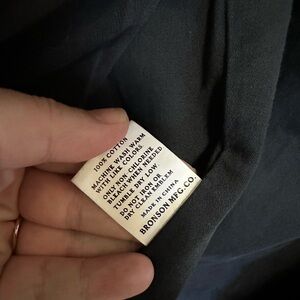 100% COTTON
MACHINE WASH WARM
WITH LIKE COLORS
ONLY NON CHLORINE
BLEACH WHEN NEEDED
TUMBLE DRY LOW
DO NOT IRON OR
DRY CLEAN EMBLEM
MADE IN CHINA
BRONSON MFG.CO.